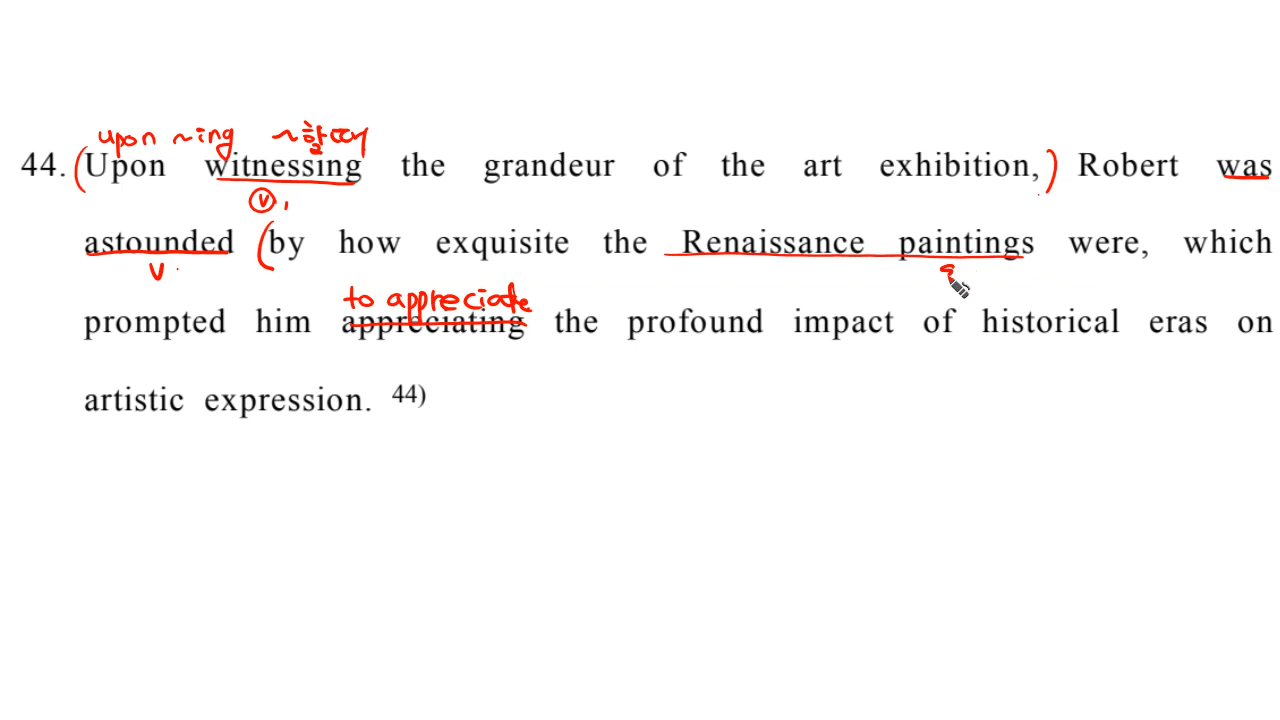 upon ~ing ~할 때
44. (Upon witnessing the grandeur of the art exhibition,) Robert was
ⓥ
astounded (by how exquisite the Renaissance paintings were, which
v s
to appreciate
prompted him appreciating the profound impact of historical eras on
artistic expression. 44)